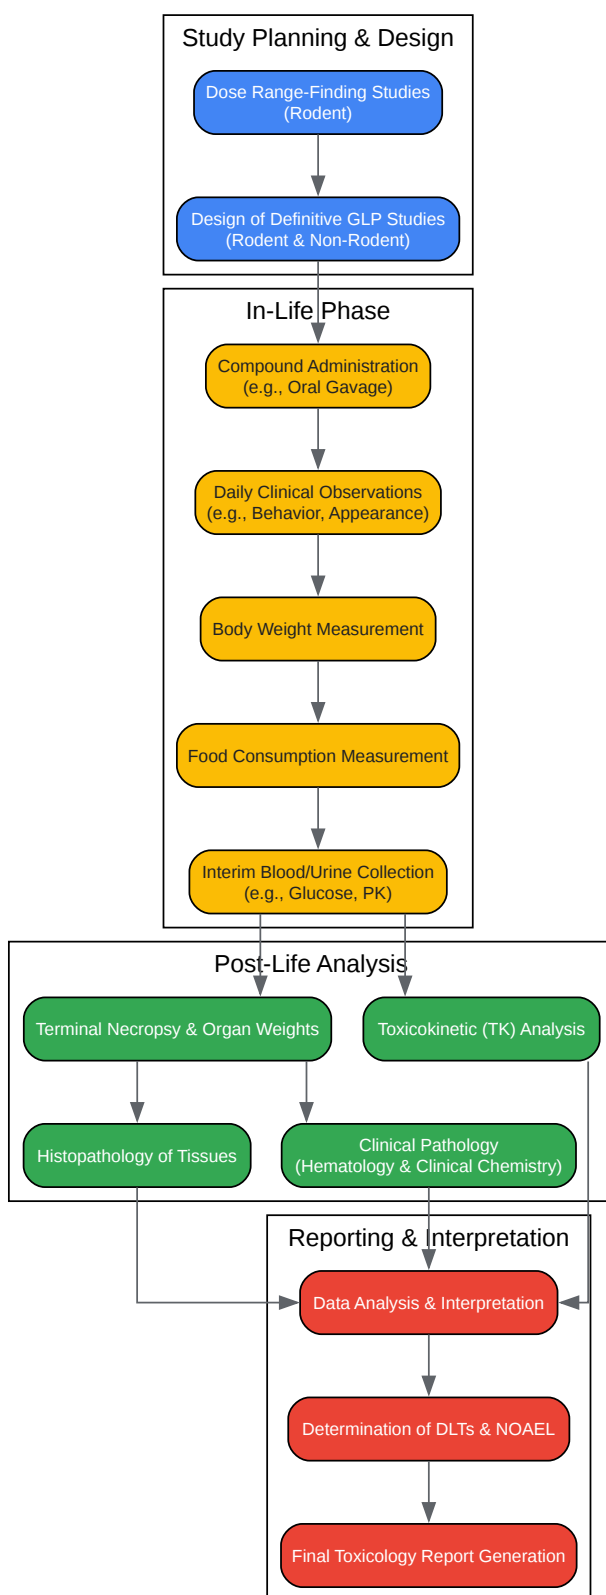 Study Planning & Design
Dose Range-Finding Studies
(Rodent)
Design of Definitive GLP Studies
(Rodent & Non-Rodent)
In-Life Phase
Compound Administration
(e.g., Oral Gavage)
Daily Clinical Observations
(e.g., Behavior, Appearance)
Body Weight Measurement
Food Consumption Measurement
Interim Blood/Urine Collection
(e.g., Glucose, PK)
Post-Life Analysis
Terminal Necropsy & Organ Weights
Toxicokinetic (TK) Analysis
Histopathology of Tissues
Clinical Pathology
(Hematology & Clinical Chemistry)
Reporting & Interpretation
Data Analysis & Interpretation
Determination of DLTs & NOAEL
Final Toxicology Report Generation